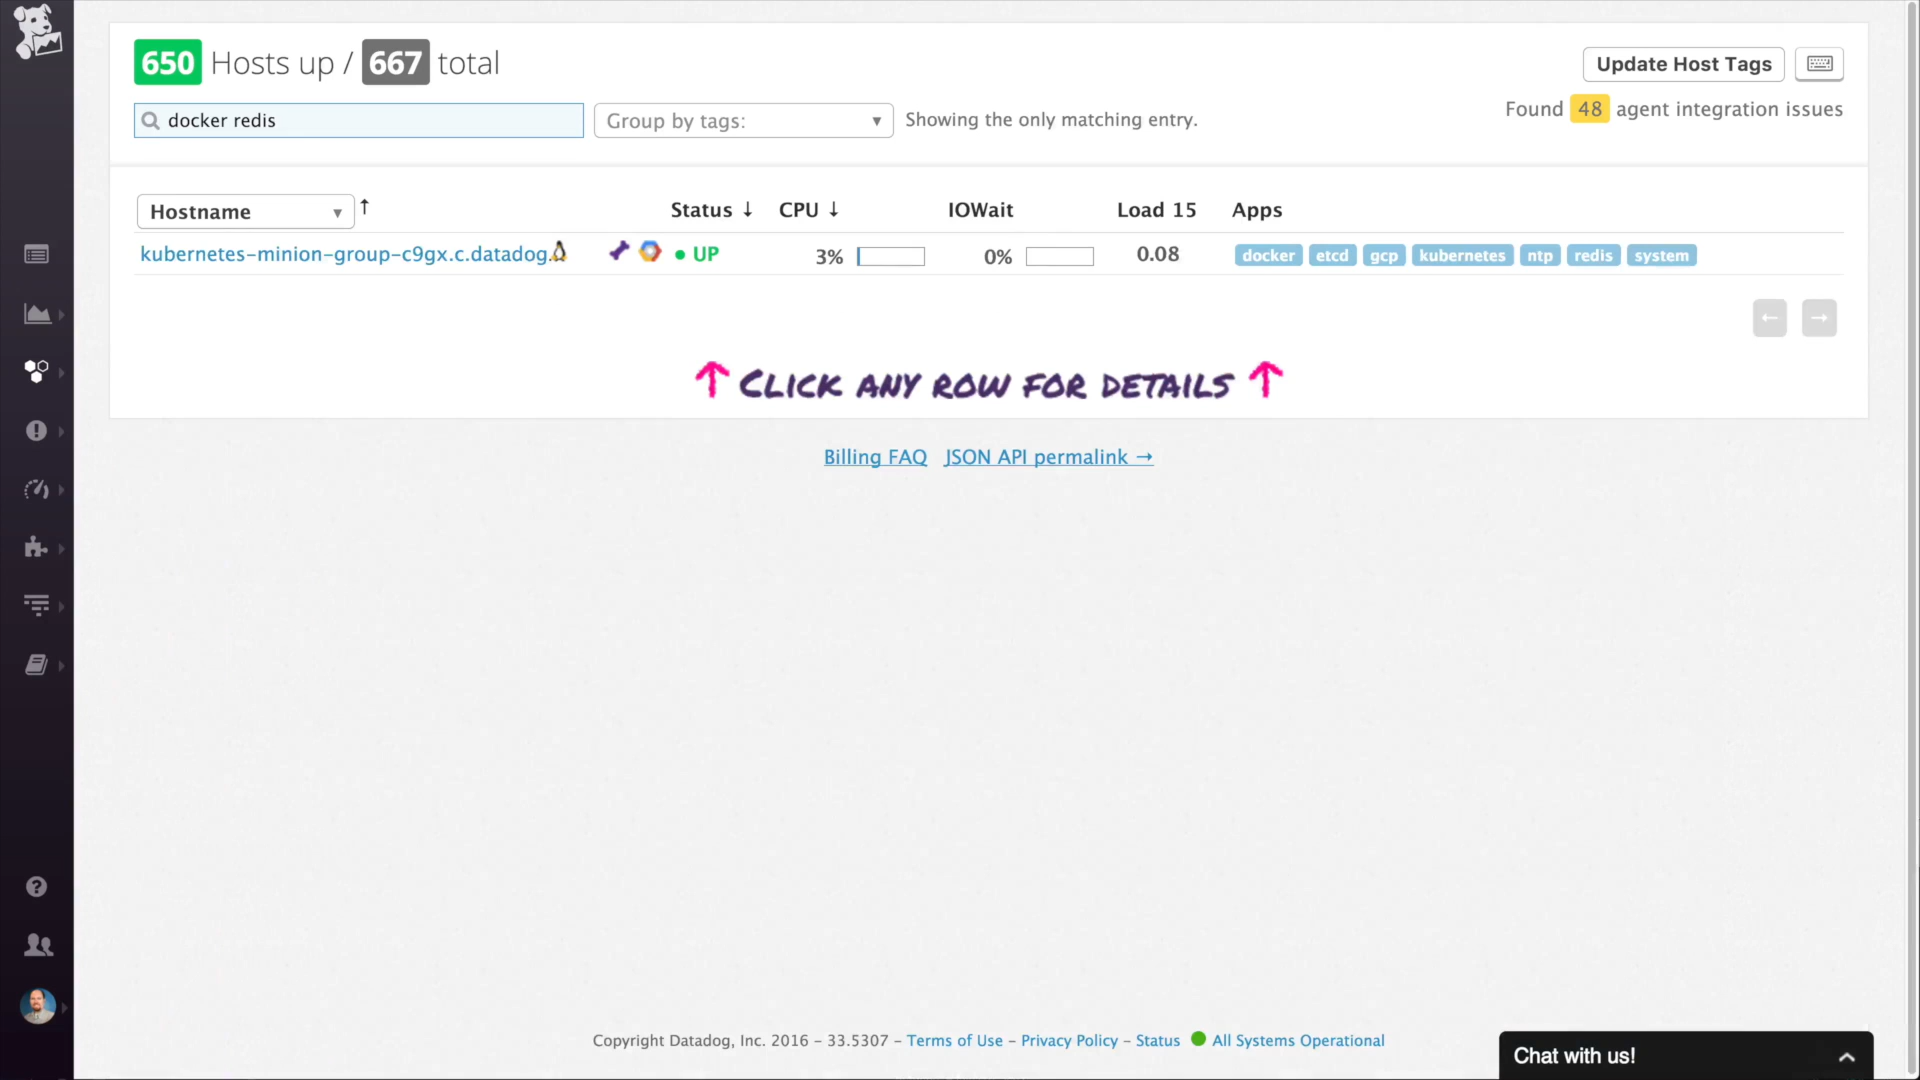 650 Hosts up / 667 total
Update Host Tags
docker redis
Group by tags:
Showing the only matching entry.
Found 48 agent integration issues
Hostname ↑ Status ↓ CPU ↓ IOWait Load 15 Apps
kubernetes-minion-group-c9gx.c.datadog. UP 3% 0% 0.08 docker etcd gcp kubernetes ntp redis system
← →
↑ CLICK ANY ROW FOR DETAILS ↑
Billing FAQ JSON API permalink →
Copyright Datadog, Inc. 2016 – 33.5307 – Terms of Use – Privacy Policy – Status All Systems Operational
Chat with us!